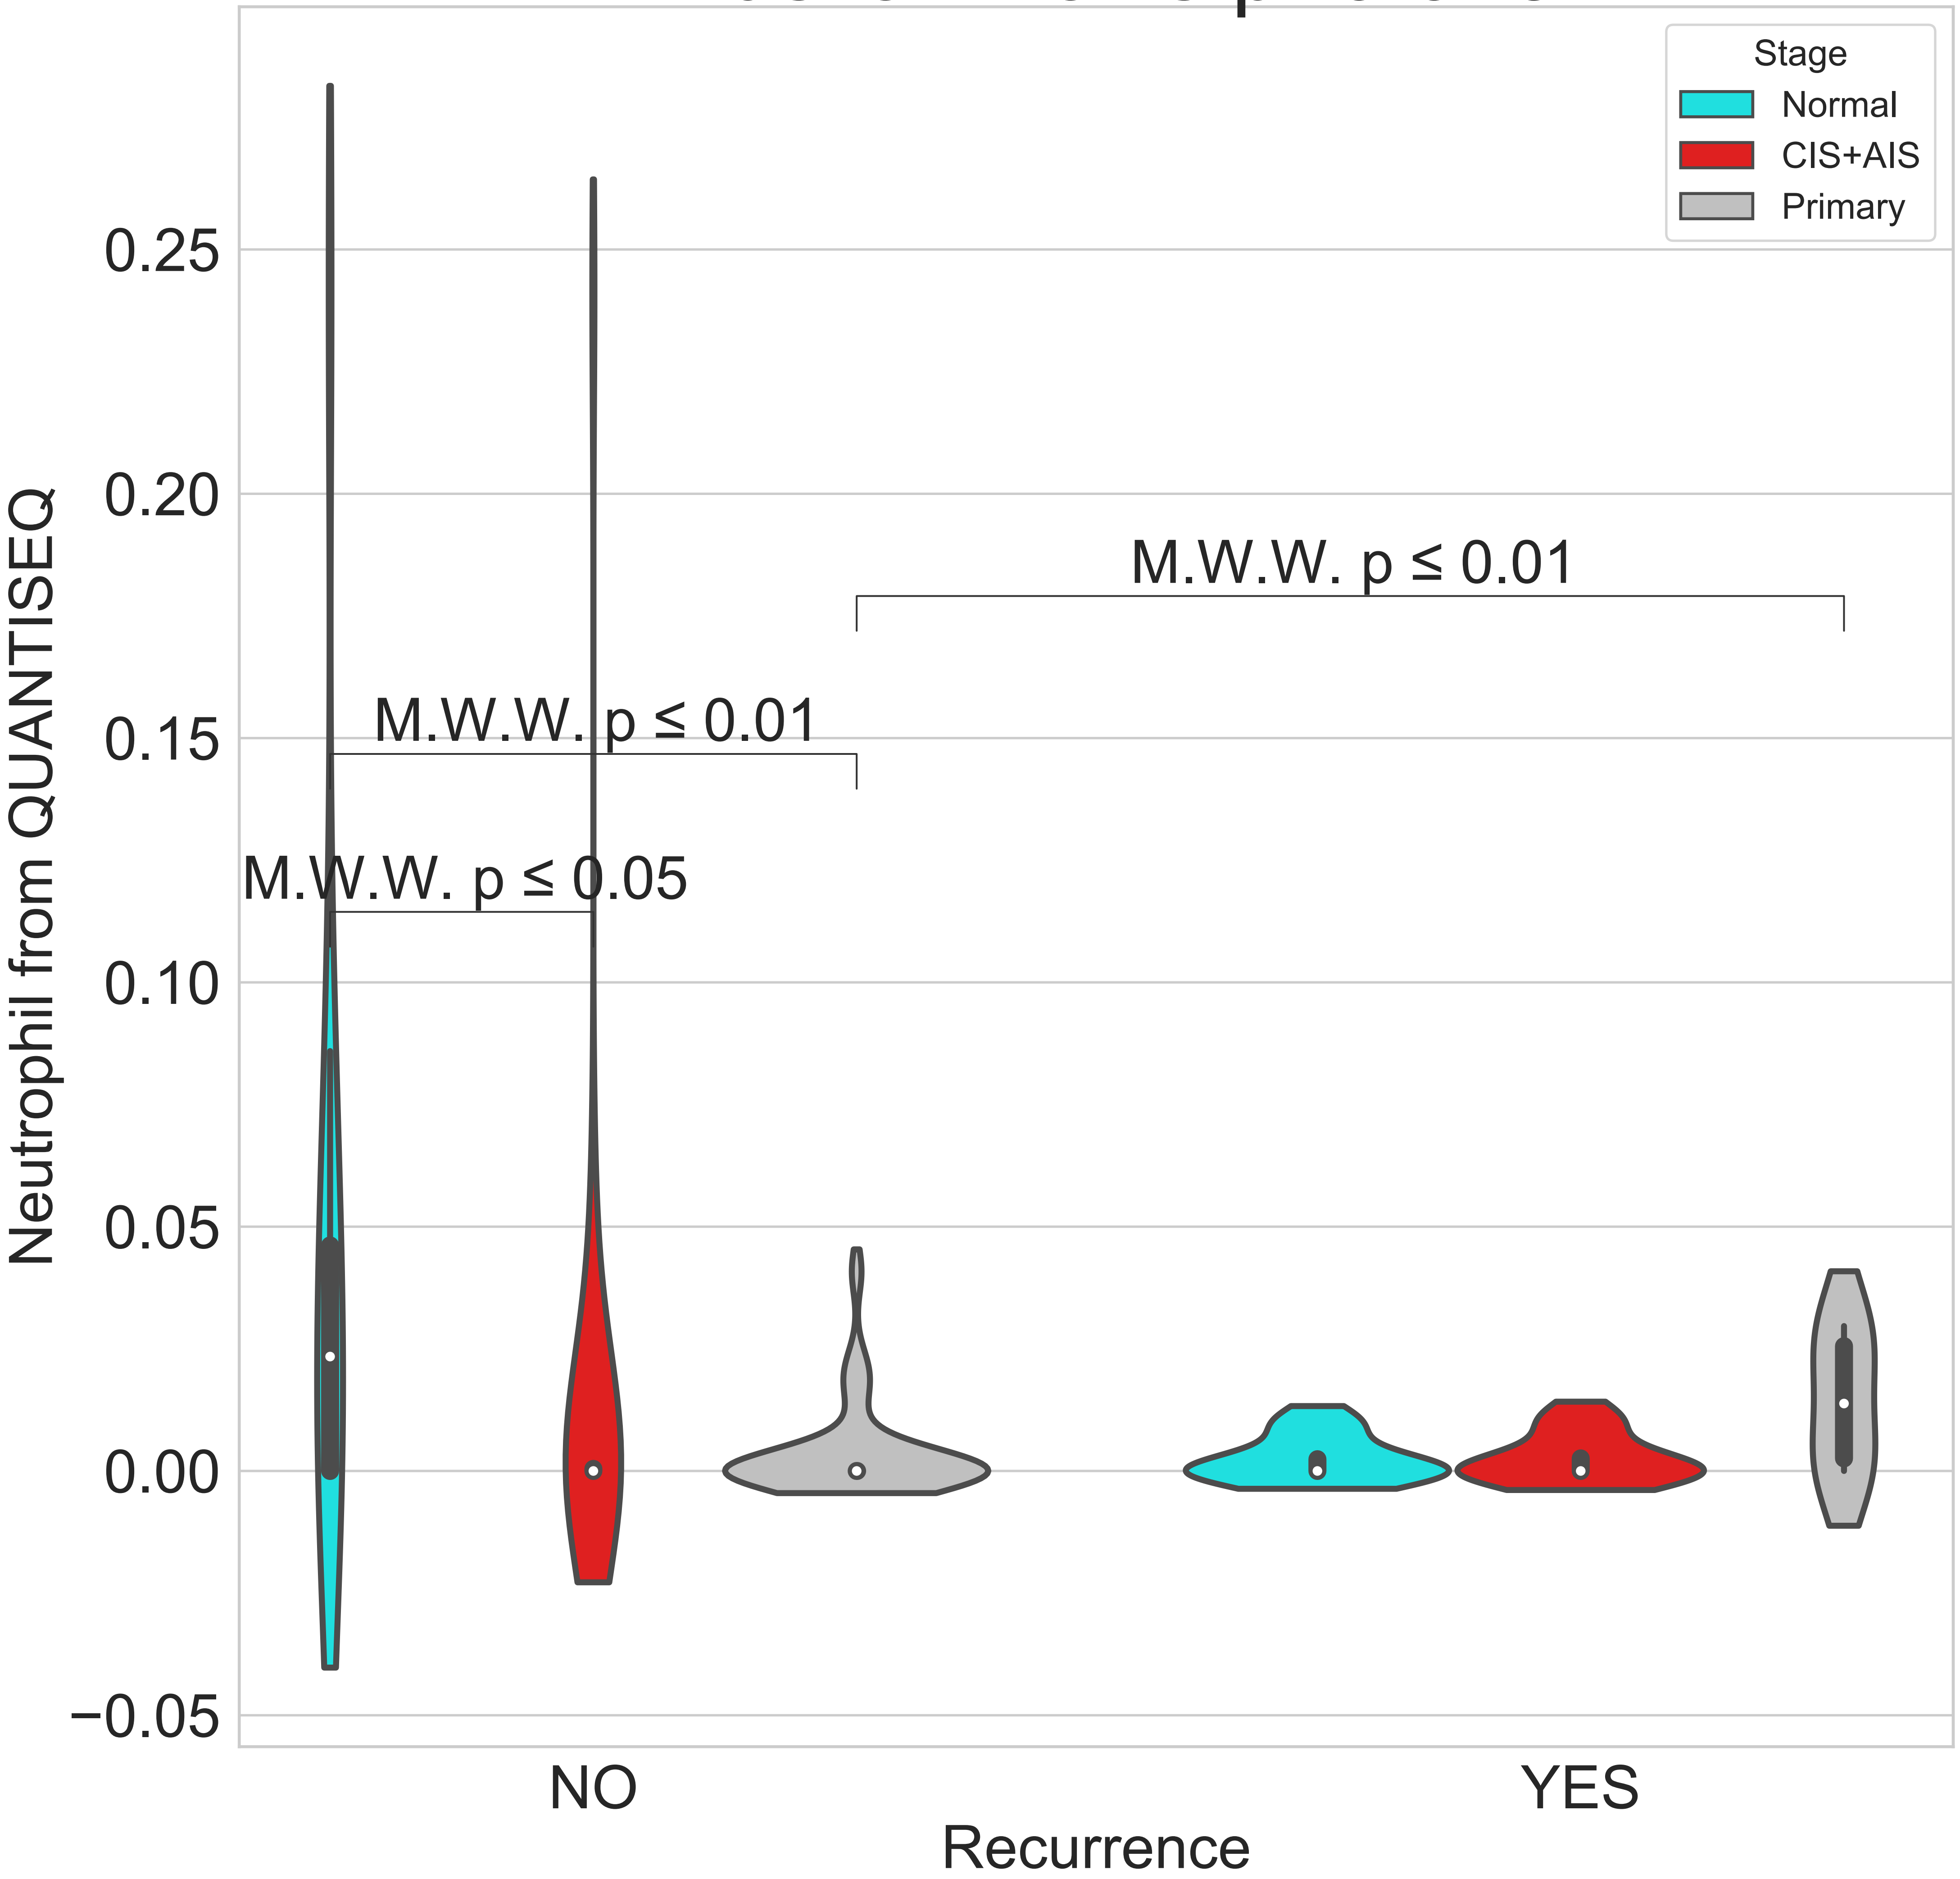 Stage
Normal
CIS+AIS
Primary
0.25
0.20
0.15
0.10
0.05
0.00
−0.05
Neutrophil from QUANTISEQ
M.W.W. p ≤ 0.01
M.W.W. p ≤ 0.01
M.W.W. p ≤ 0.05
NO
YES
Recurrence